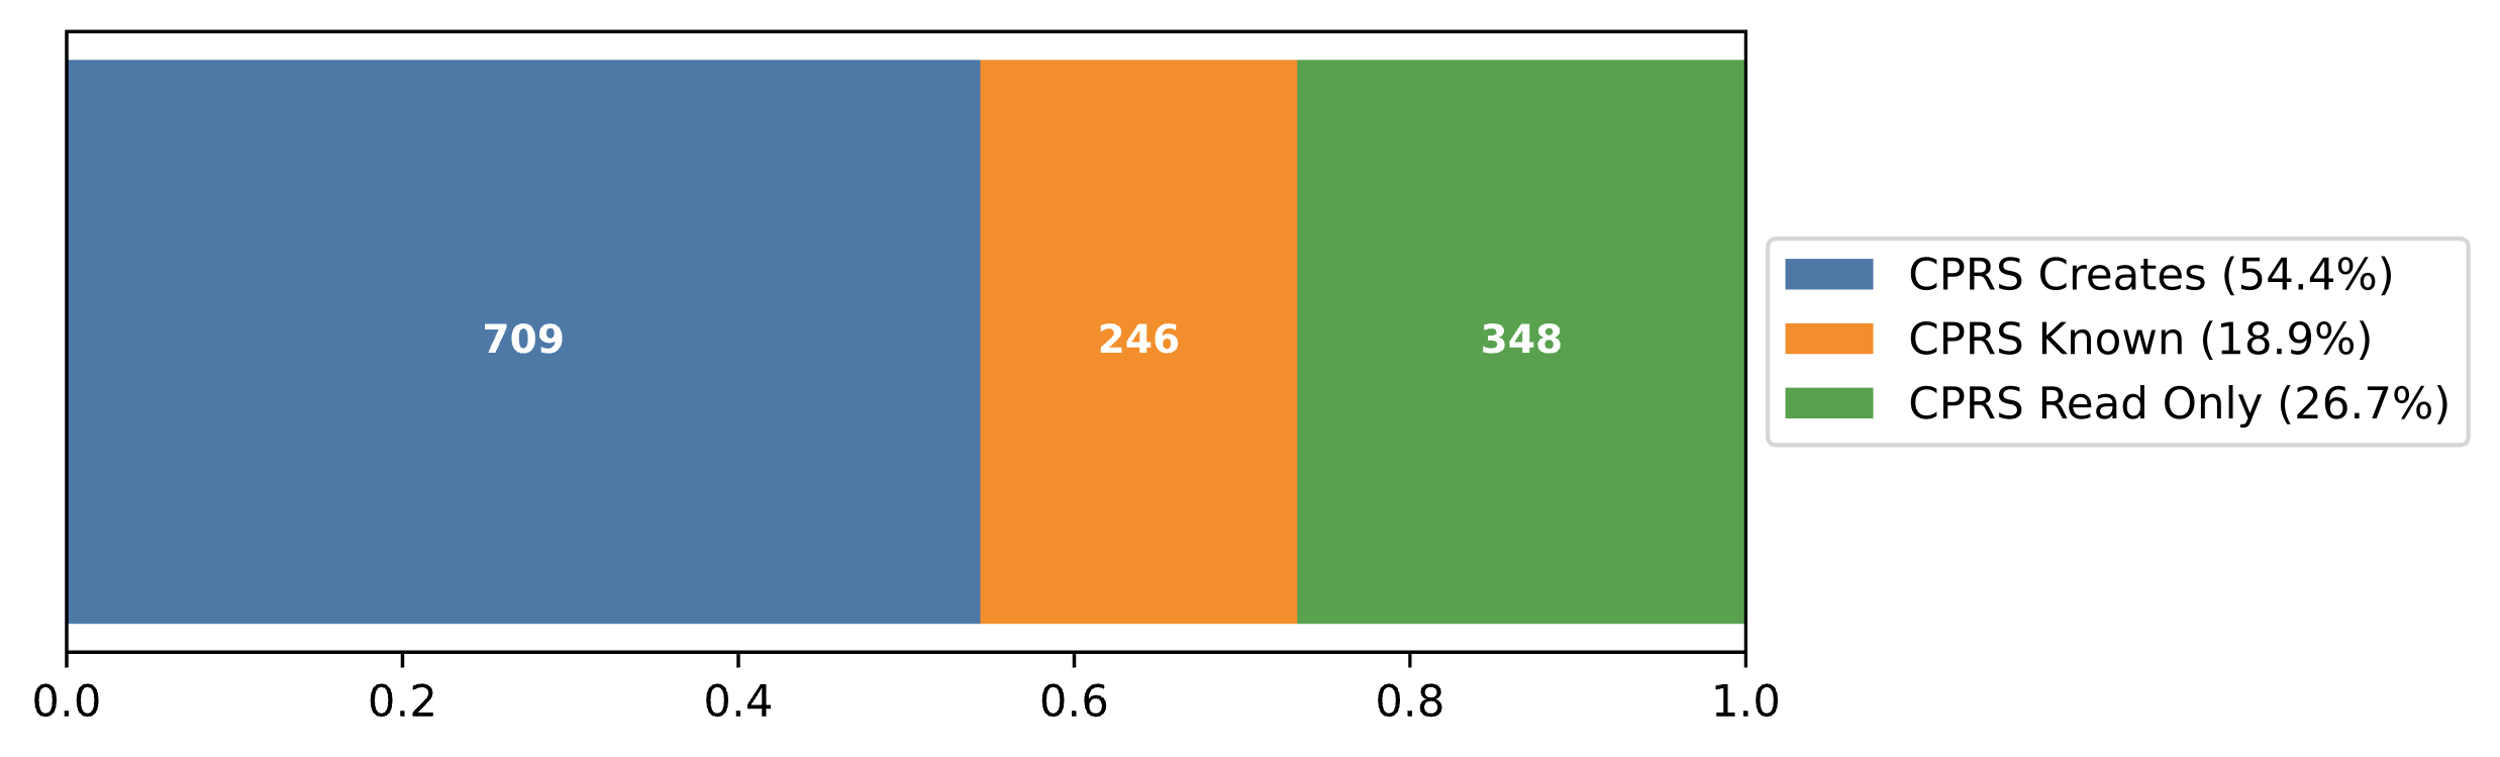 709 246 348
CPRS Creates (54.4%)
CPRS Known (18.9%)
CPRS Read Only (26.7%)
0.0 0.2 0.4 0.6 0.8 1.0